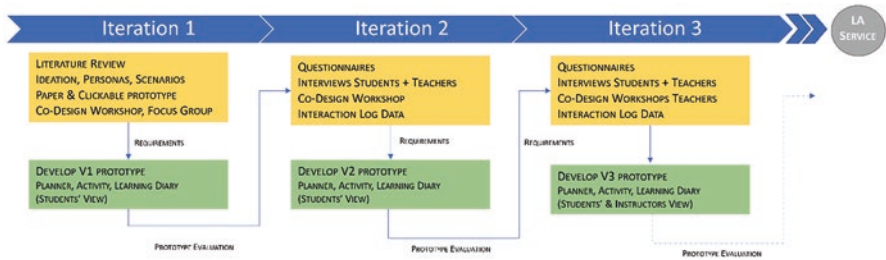 Iteration 1
Iteration 2
Iteration 3
LA
SERVICE
LITERATURE REVIEW
IDEATION, PERSONAS, SCENARIOS
PAPER & CLICKABLE PROTOTYPE
CO-DESIGN WORKSHOP, FOCUS GROUP
REQUIREMENTS
DEVELOP V1 PROTOTYPE
PLANNER, ACTIVITY, LEARNING DIARY
(STUDENTS' VIEW)
PROTOTYPE EVALUATION
QUESTIONNAIRES
INTERVIEWS STUDENTS + TEACHERS
CO-DESIGN WORKSHOP
INTERACTION LOG DATA
REQUIREMENTS
DEVELOP V2 PROTOTYPE
PLANNER, ACTIVITY, LEARNING DIARY
(STUDENTS' VIEW)
PROTOTYPE EVALUATION
QUESTIONNAIRES
INTERVIEWS STUDENTS + TEACHERS
CO-DESIGN WORKSHOPS TEACHERS
INTERACTION LOG DATA
REQUIREMENTS
DEVELOP V3 PROTOTYPE
PLANNER, ACTIVITY, LEARNING DIARY
(STUDENTS' & INSTRUCTORS VIEW)
PROTOTYPE EVALUATION